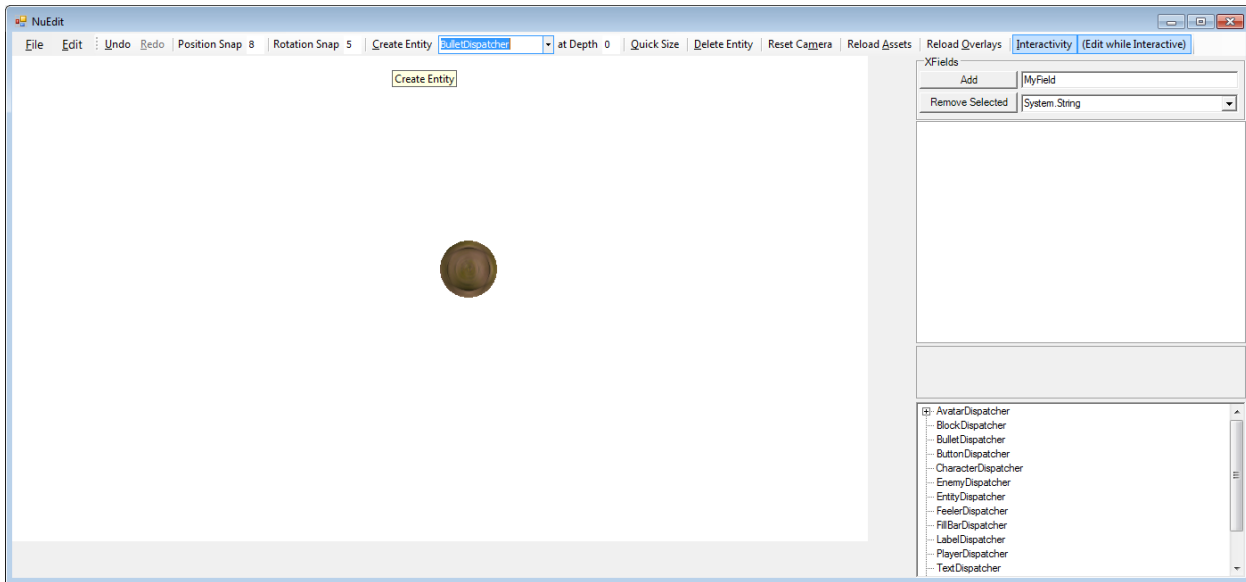 NuEdit
File Edit Undo Redo Position Snap 8 Rotation Snap 5 Create Entity BulletDispatcher at Depth 0 Quick Size Delete Entity Reset Camera Reload Assets Reload Overlays Interactivity (Edit while Interactive)
Create Entity
XFields
Add MyField
Remove Selected System.String
AvatarDispatcher
BlockDispatcher
BulletDispatcher
ButtonDispatcher
CharacterDispatcher
EnemyDispatcher
EntityDispatcher
FeelerDispatcher
FillBarDispatcher
LabelDispatcher
PlayerDispatcher
TextDispatcher